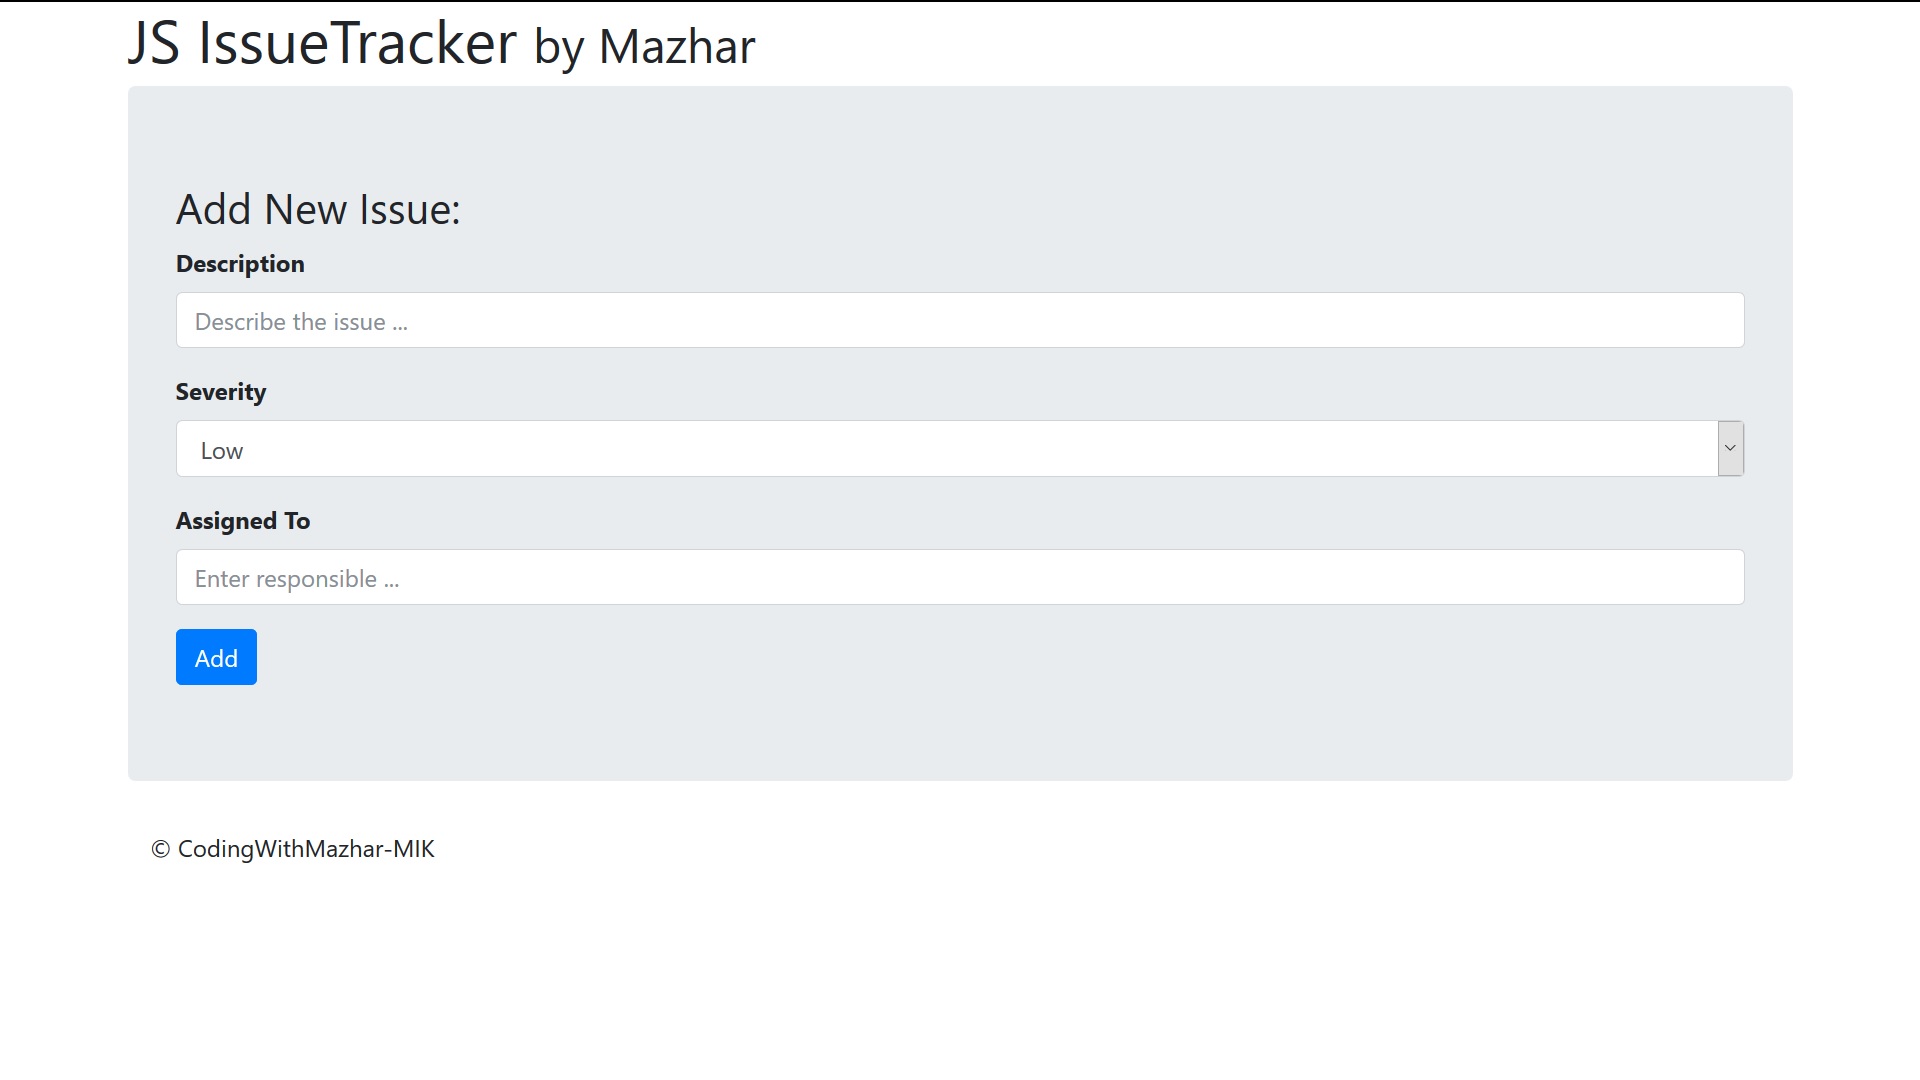 JS IssueTracker by Mazhar
Add New Issue:
Description
Describe the issue ...
Severity
Low
Assigned To
Enter responsible ...
Add
© CodingWithMazhar-MIK